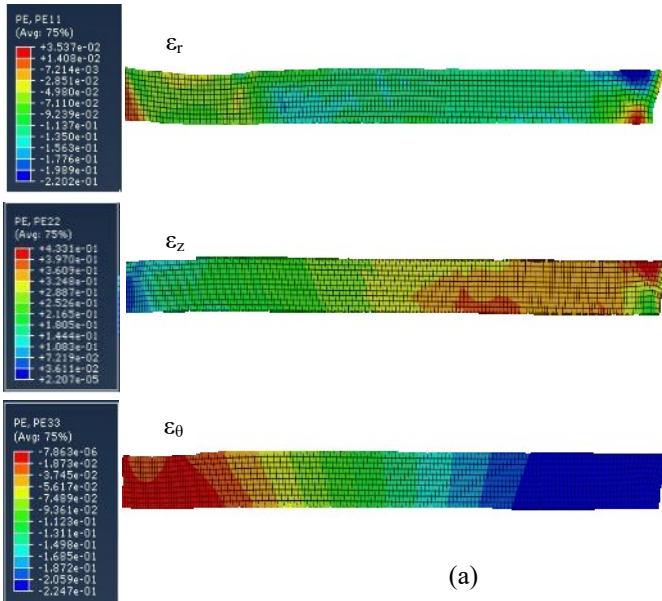 PE, PE11
(Avg: 75%)
+3.537e-02
+1.408e-02
-7.214e-03
-2.851e-02
-4.980e-02
-7.110e-02
-9.239e-02
-1.137e-01
-1.350e-01
-1.563e-01
-1.776e-01
-1.989e-01
-2.202e-01
εr
PE, PE22
(Avg: 75%)
+4.331e-01
+3.970e-01
+3.609e-01
+3.248e-01
+2.887e-01
+2.526e-01
+2.165e-01
+1.805e-01
+1.444e-01
+1.083e-01
+7.219e-02
+3.611e-02
+2.207e-05
εz
PE, PE33
(Avg: 75%)
-7.863e-06
-1.873e-02
-3.745e-02
-5.617e-02
-7.489e-02
-9.361e-02
-1.123e-01
-1.311e-01
-1.498e-01
-1.685e-01
-1.872e-01
-2.059e-01
-2.247e-01
εθ
(a)